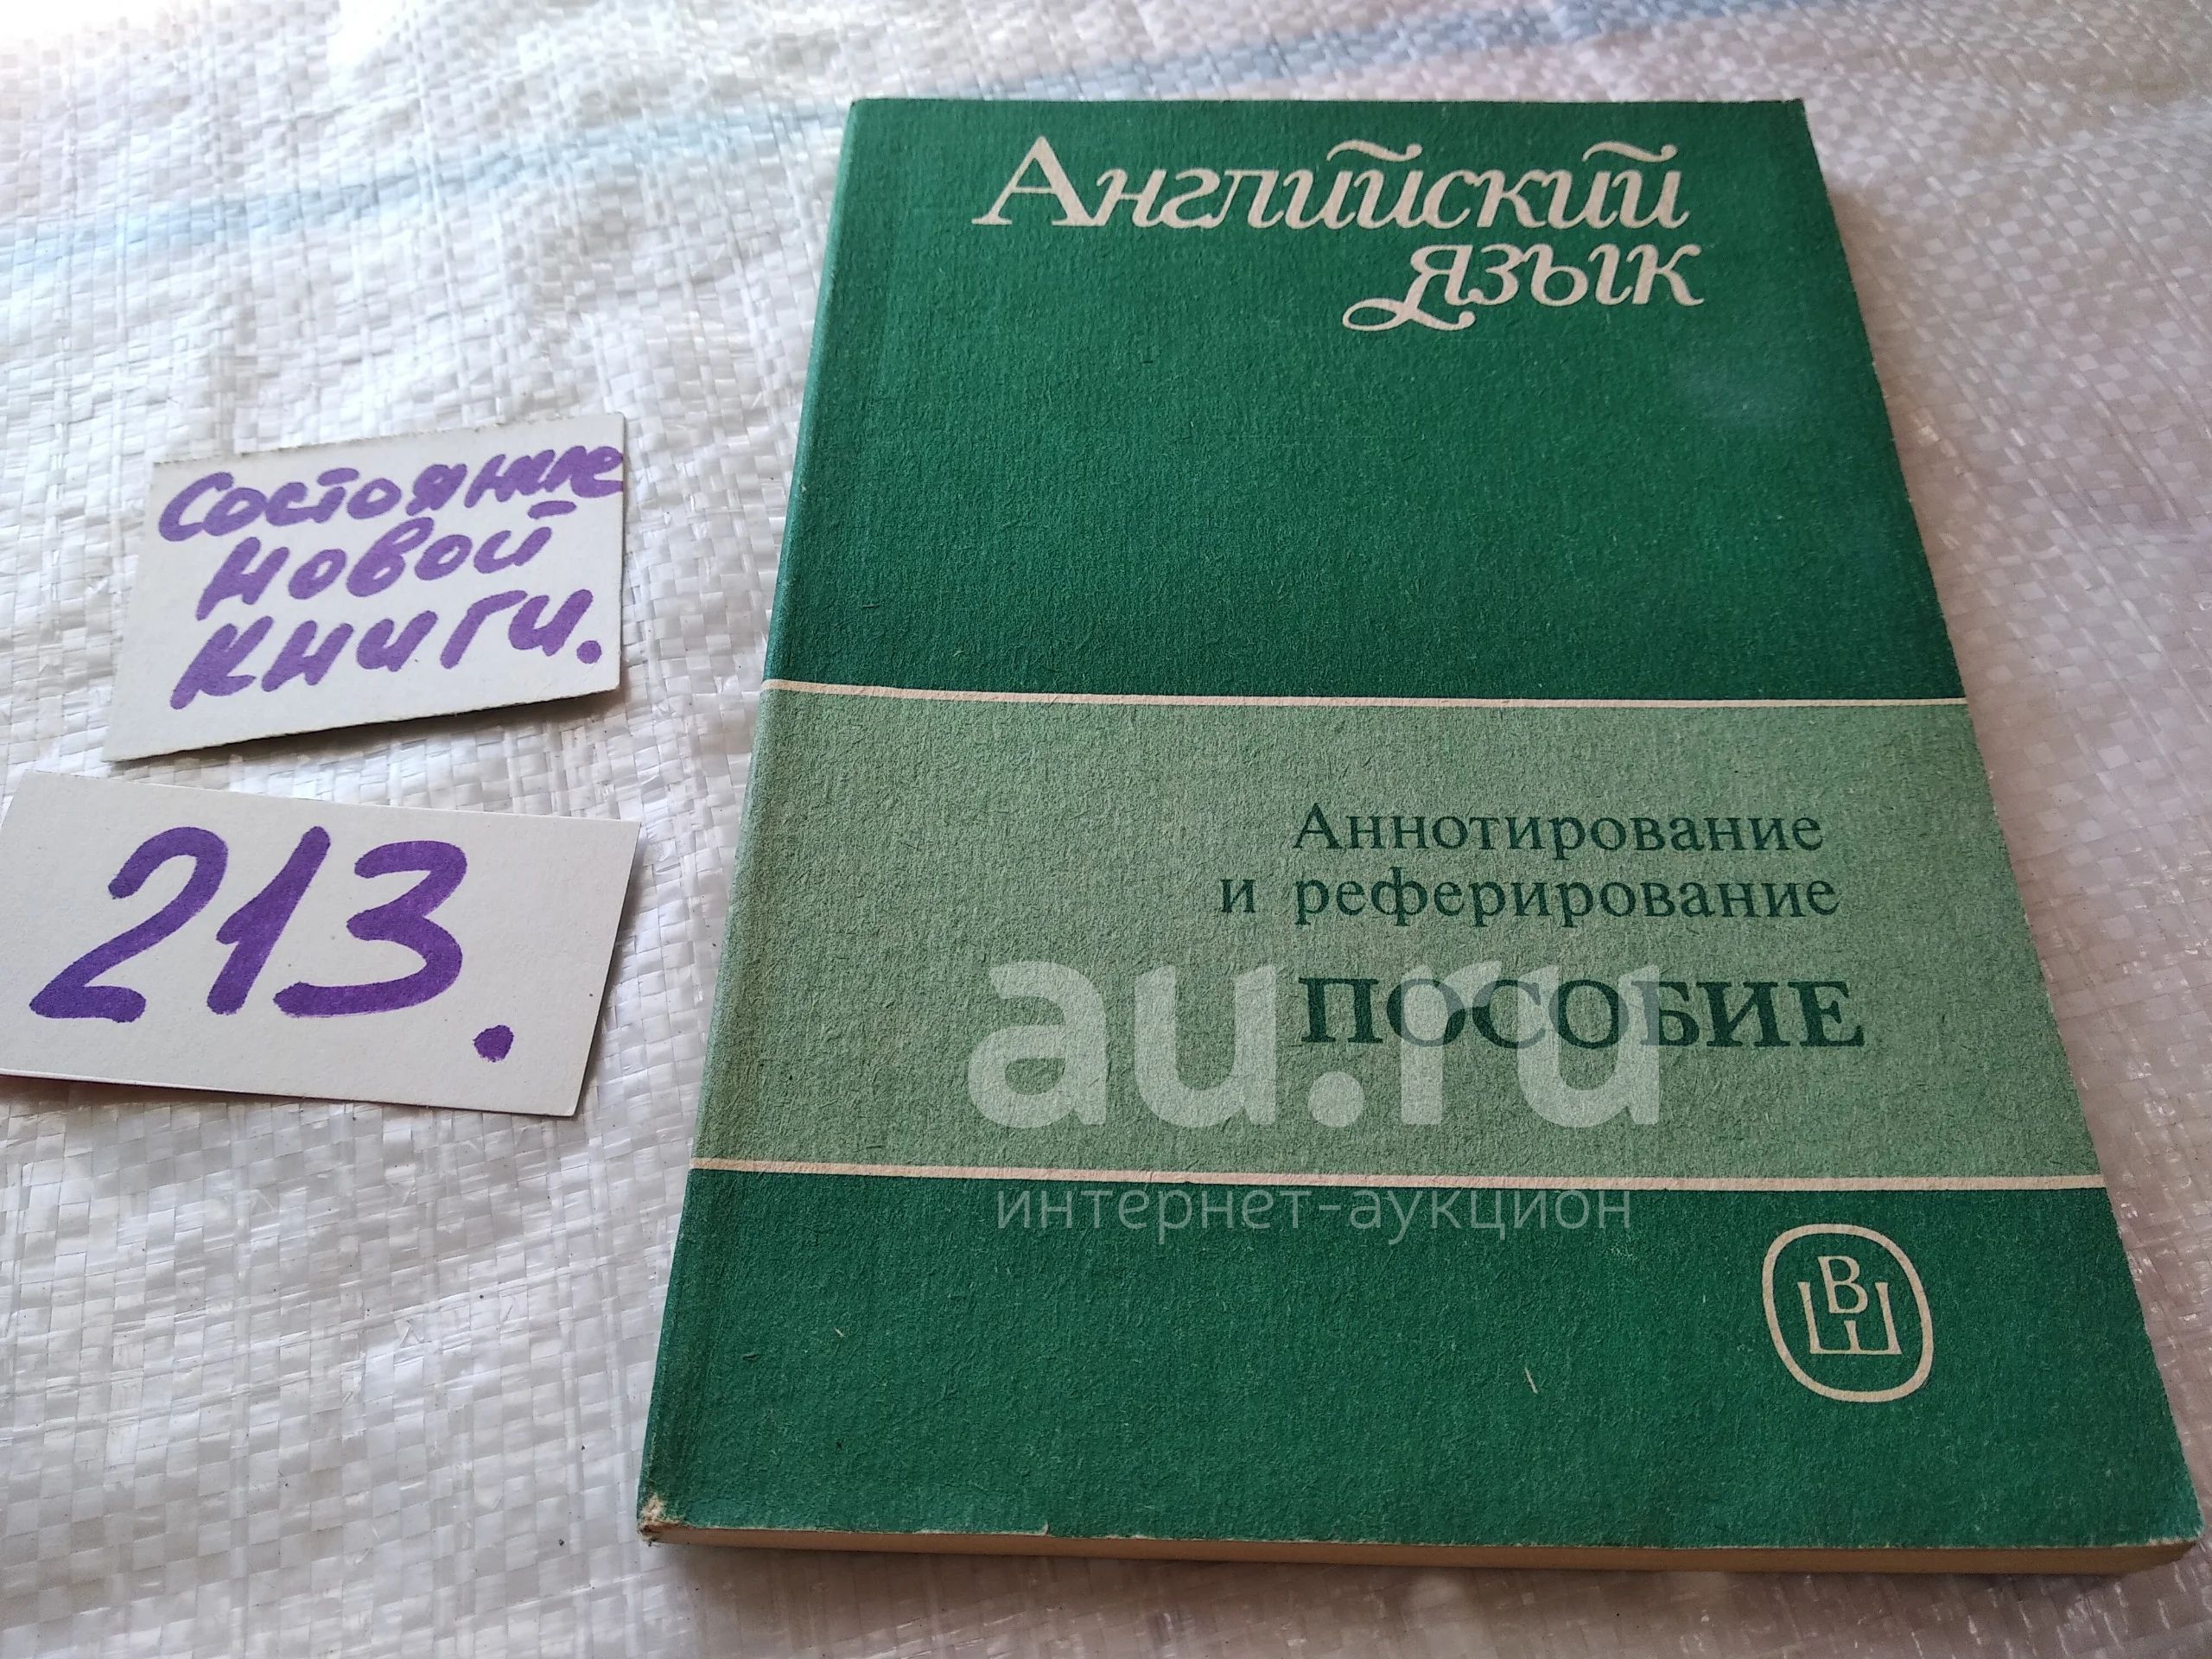 Английский
язык
Состояние
новой
книги.
213.
Аннотирование
и реферирование
ПОСОБИЕ
au.ru
интернет-аукцион
ВШ